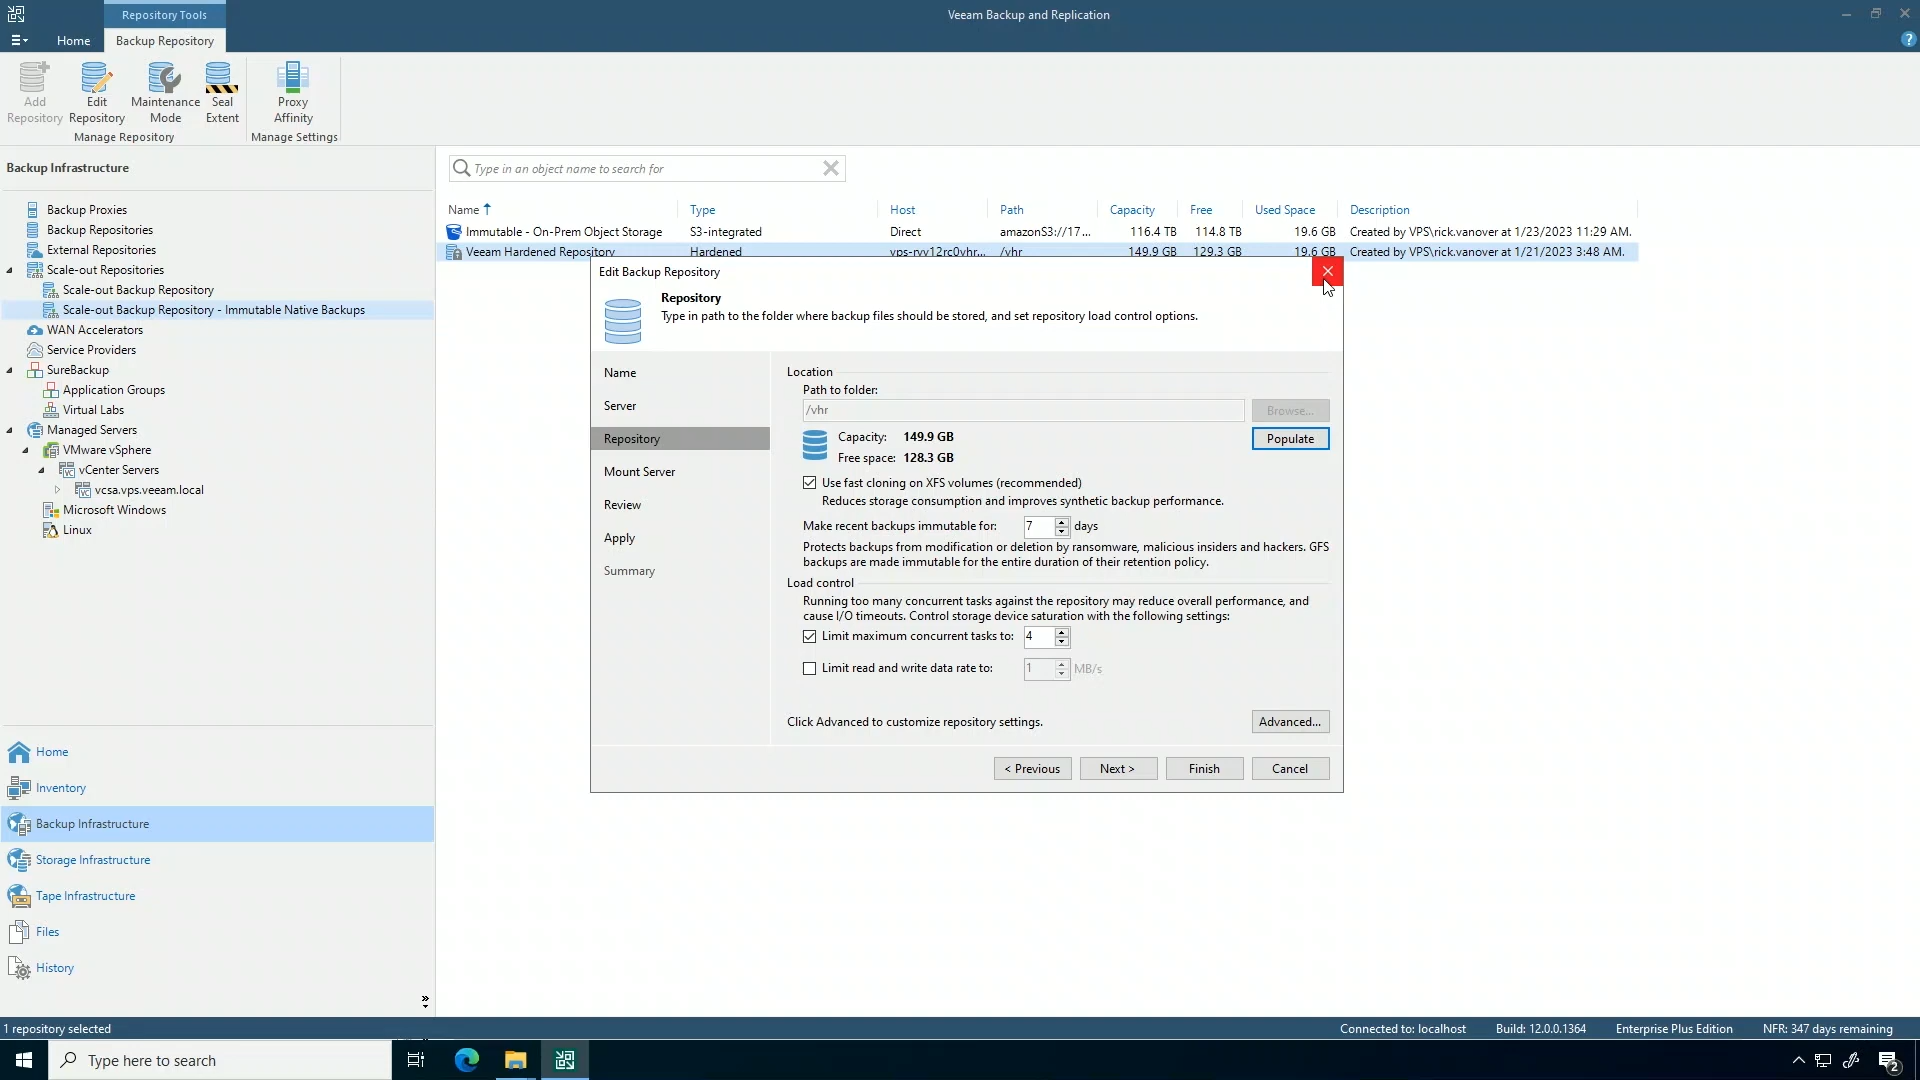 Repository Tools
Veeam Backup and Replication
Home
Backup Repository
Add Repository
Edit Repository
Maintenance Mode
Seal Extent
Proxy Affinity
Manage Repository
Manage Settings
Backup Infrastructure
Backup Proxies
Backup Repositories
External Repositories
Scale-out Repositories
Scale-out Backup Repository
Scale-out Backup Repository - Immutable Native Backups
WAN Accelerators
Service Providers
SureBackup
Application Groups
Virtual Labs
Managed Servers
VMware vSphere
vCenter Servers
vcsa.vps.veeam.local
Microsoft Windows
Linux
Home
Inventory
Backup Infrastructure
Storage Infrastructure
Tape Infrastructure
Files
History
Type in an object name to search for
Name Type Host Path Capacity Free Used Space Description
Immutable - On-Prem Object Storage S3-integrated Direct amazonS3://17... 116.4 TB 114.8 TB 19.6 GB Created by VPS\rick.vanover at 1/23/2023 11:29 AM.
Veeam Hardened Repository Hardened vps-rvv12rc0vhr... /vhr 149.9 GB 129.3 GB 19.6 GB Created by VPS\rick.vanover at 1/21/2023 3:48 AM.
Edit Backup Repository
Repository
Type in path to the folder where backup files should be stored, and set repository load control options.
Name
Server
Repository
Mount Server
Review
Apply
Summary
Location
Path to folder:
/vhr
Browse...
Capacity: 149.9 GB
Populate
Free space: 128.3 GB
Use fast cloning on XFS volumes (recommended)
Reduces storage consumption and improves synthetic backup performance.
Make recent backups immutable for: 7 days
Protects backups from modification or deletion by ransomware, malicious insiders and hackers. GFS
backups are made immutable for the entire duration of their retention policy.
Load control
Running too many concurrent tasks against the repository may reduce overall performance, and
cause I/O timeouts. Control storage device saturation with the following settings:
Limit maximum concurrent tasks to: 4
Limit read and write data rate to: 1 MB/s
Click Advanced to customize repository settings.
Advanced...
< Previous
Next >
Finish
Cancel
1 repository selected
Connected to: localhost
Build: 12.0.0.1364
Enterprise Plus Edition
NFR: 347 days remaining
Type here to search
2